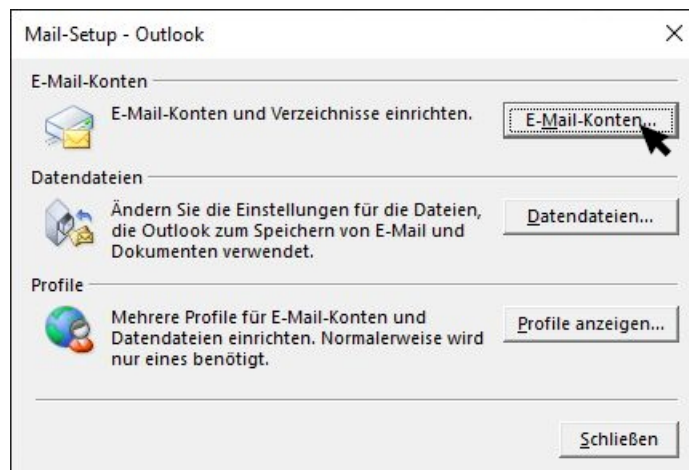 Mail-Setup - Outlook
E-Mail-Konten
E-Mail-Konten und Verzeichnisse einrichten.
E-Mail-Konten...
Datendateien
Ändern Sie die Einstellungen für die Dateien,
die Outlook zum Speichern von E-Mail und
Dokumenten verwendet.
Datendateien...
Profile
Mehrere Profile für E-Mail-Konten und
Datendateien einrichten. Normalerweise wird
nur eines benötigt.
Profile anzeigen...
Schließen